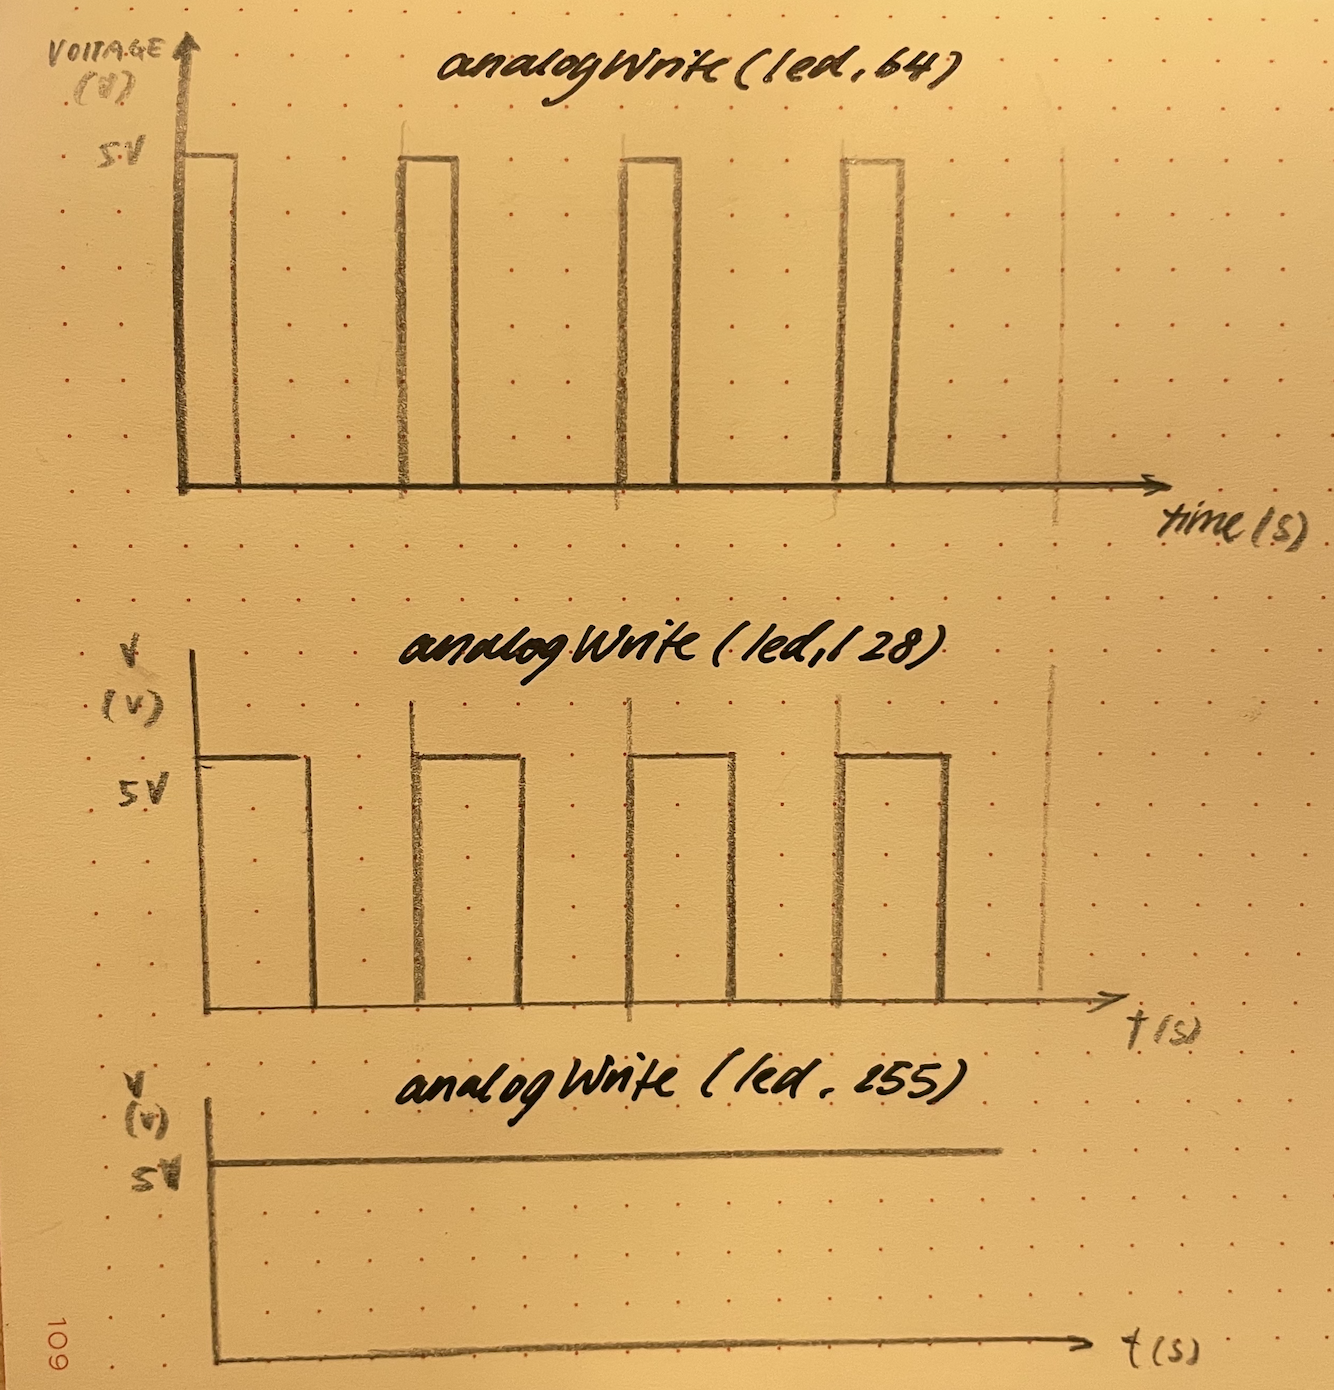 VOLTAGE
(V)
analogWrite(led,64)
5V
time(s)
analogWrite(led,128)
V
(V)
5V
t(s)
analogWrite(led,255)
V
(V)
5V
t(s)
109